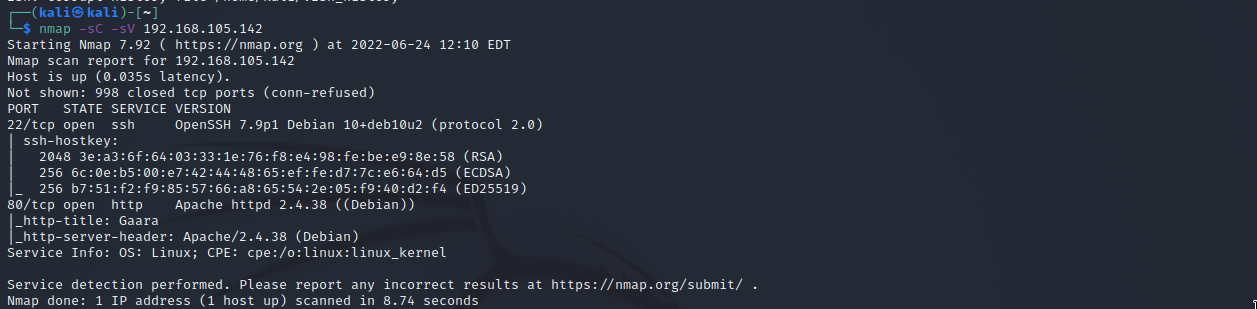 ┌──(kali㉿kali)-[~]
└─$ nmap -sC -sV 192.168.105.142
Starting Nmap 7.92 ( https://nmap.org ) at 2022-06-24 12:10 EDT
Nmap scan report for 192.168.105.142
Host is up (0.035s latency).
Not shown: 998 closed tcp ports (conn-refused)
PORT   STATE SERVICE VERSION
22/tcp open  ssh     OpenSSH 7.9p1 Debian 10+deb10u2 (protocol 2.0)
| ssh-hostkey:
|   2048 3e:a3:6f:64:03:33:1e:76:f8:e4:98:fe:be:e9:8e:58 (RSA)
|   256 6c:0e:b5:00:e7:42:44:48:65:ef:fe:d7:7c:e6:64:d5 (ECDSA)
|_  256 b7:51:f2:f9:85:57:66:a8:65:54:2e:05:f9:40:d2:f4 (ED25519)
80/tcp open  http    Apache httpd 2.4.38 ((Debian))
|_http-title: Gaara
|_http-server-header: Apache/2.4.38 (Debian)
Service Info: OS: Linux; CPE: cpe:/o:linux:linux_kernel

Service detection performed. Please report any incorrect results at https://nmap.org/submit/ .
Nmap done: 1 IP address (1 host up) scanned in 8.74 seconds